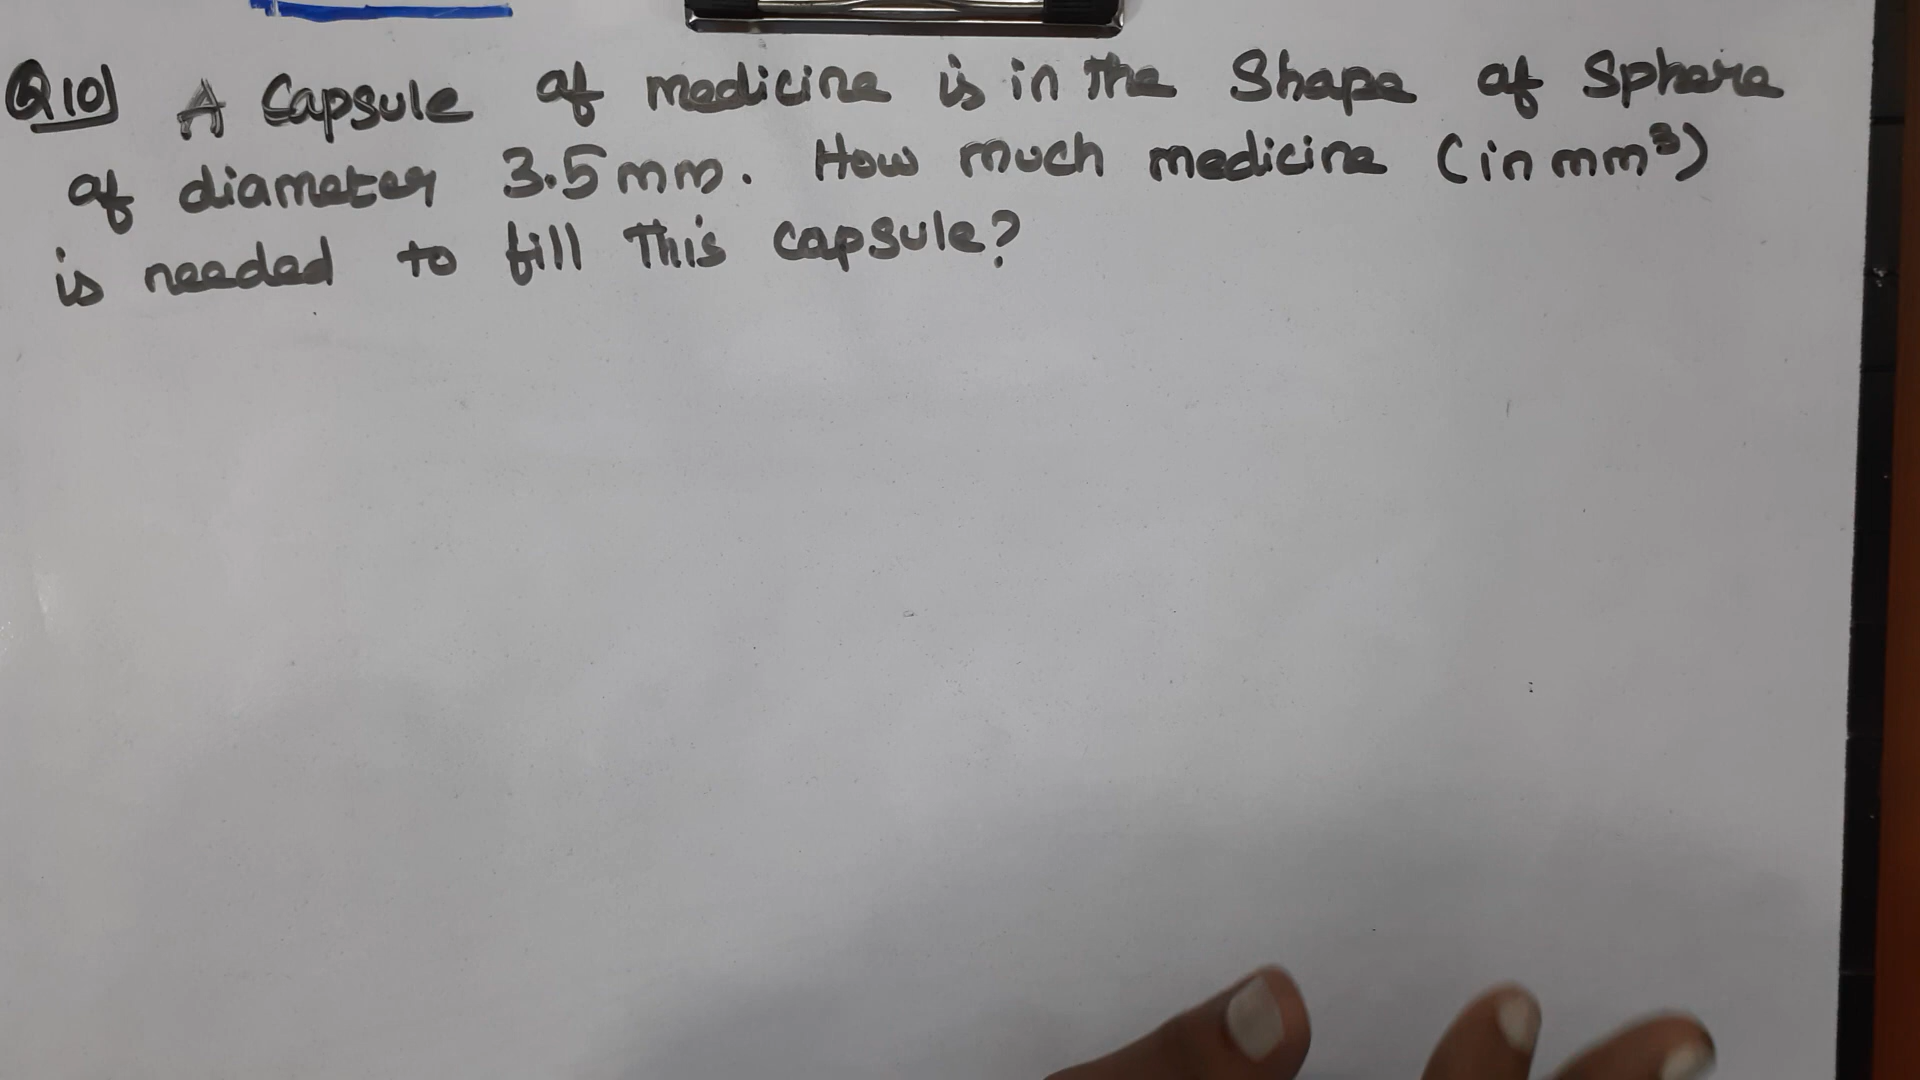 Q10) A Capsule of medicine is in the Shape of Sphere
of diameter 3.5mm. How much medicine (in mm³)
is needed to fill This capsule?